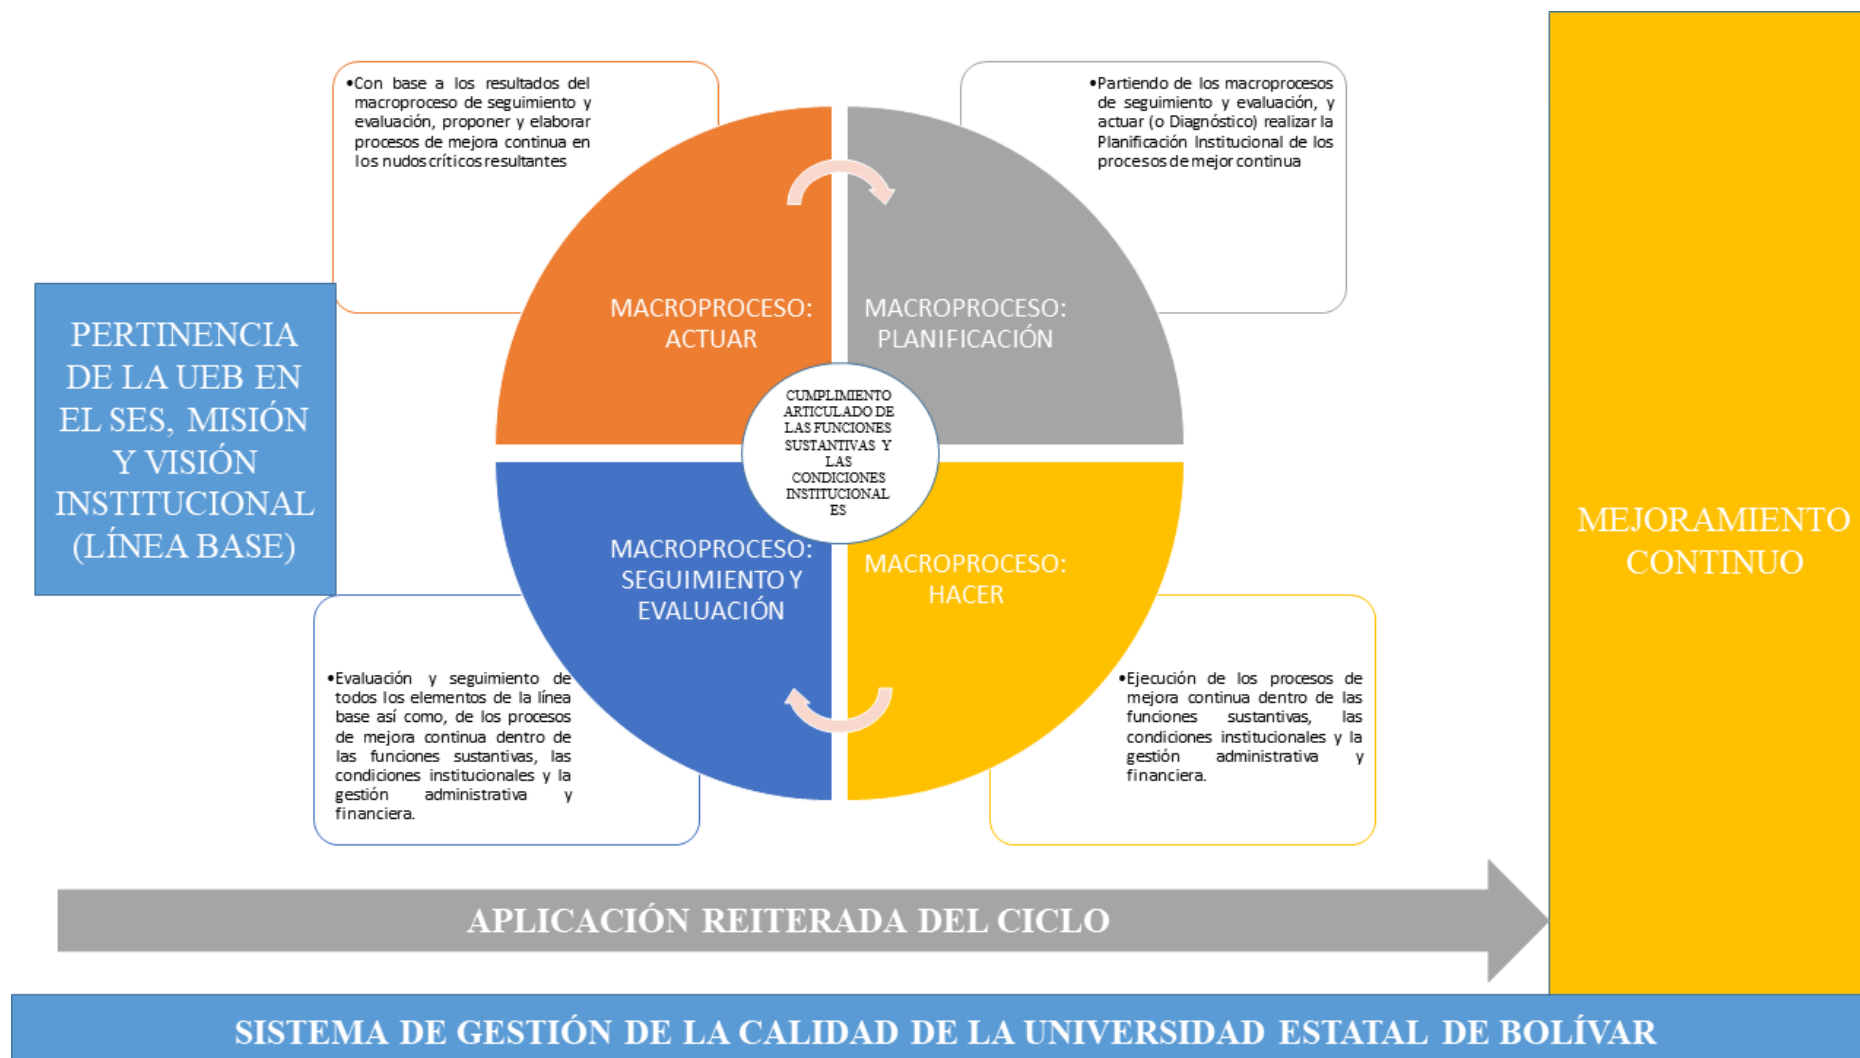 •Con base a los resultados del
macroproceso de seguimiento y
evaluación, proponer y elaborar
procesos de mejora continua en
los nudos críticos resultantes
•Partiendo de los macroprocesos
de seguimiento y evaluación, y
actuar (o Diagnóstico) realizar la
Planificación Institucional de los
procesos de mejor continua
PERTINENCIA
DE LA UEB EN
EL SES, MISIÓN
Y VISIÓN
INSTITUCIONAL
(LÍNEA BASE)
MACROPROCESO:
ACTUAR
MACROPROCESO:
PLANIFICACIÓN
CUMPLIMIENTO
ARTICULADO DE
LAS FUNCIONES
SUSTANTIVAS Y
LAS
CONDICIONES
INSTITUCIONAL
ES
MACROPROCESO:
SEGUIMIENTO Y
EVALUACIÓN
MACROPROCESO:
HACER
MEJORAMIENTO
CONTINUO
•Evaluación y seguimiento de
todos los elementos de la línea
base así como, de los procesos
de mejora continua dentro de
las funciones sustantivas, las
condiciones institucionales y la
gestión administrativa y
financiera.
•Ejecución de los procesos de
mejora continua dentro de las
funciones sustantivas, las
condiciones institucionales y la
gestión administrativa y
financiera.
APLICACIÓN REITERADA DEL CICLO
SISTEMA DE GESTIÓN DE LA CALIDAD DE LA UNIVERSIDAD ESTATAL DE BOLÍVAR